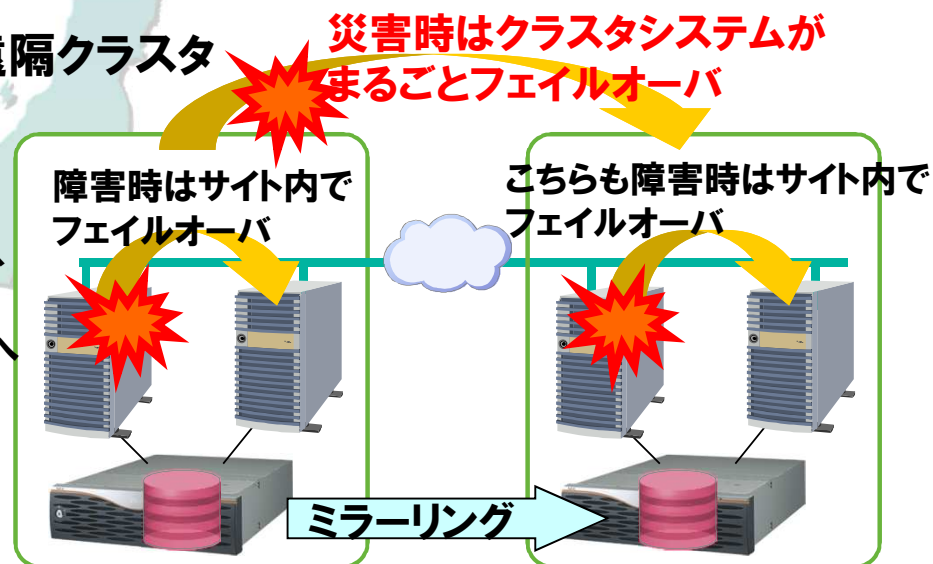 遠隔クラスタ
災害時はクラスタシステムが
まるごとフェイルオーバ
障害時はサイト内で
フェイルオーバ
こちらも障害時はサイト内で
フェイルオーバ
ミラーリング